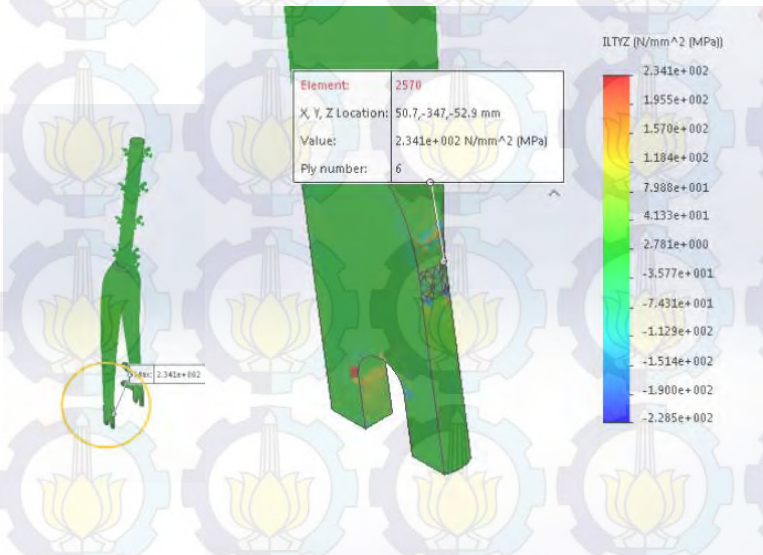 ILTYZ (N/mm^2 (MPa))
Element: 2570
X, Y, Z Location: 50.7,-347,-52.9 mm
Value: 2.341e+002 N/mm^2 (MPa)
Ply number: 6
2.341e+002
1.955e+002
1.570e+002
1.184e+002
7.988e+001
4.133e+001
2.781e+000
-3.577e+001
-7.431e+001
-1.129e+002
-1.514e+002
-1.900e+002
-2.285e+002
Max: 2.341e+002